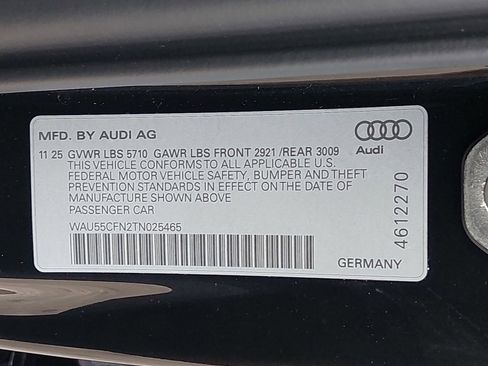 MFD. BY AUDI AG
Audi
11 25 GVWR LBS 5710 GAWR LBS FRONT 2921 /REAR 3009
THIS VEHICLE CONFORMS TO ALL APPLICABLE U.S.
FEDERAL MOTOR VEHICLE SAFETY, BUMPER AND THEFT
PREVENTION STANDARDS IN EFFECT ON THE DATE OF
MANUFACTURE SHOWN ABOVE
PASSENGER CAR
WAU55CFN2TN025465
GERMANY
4612270